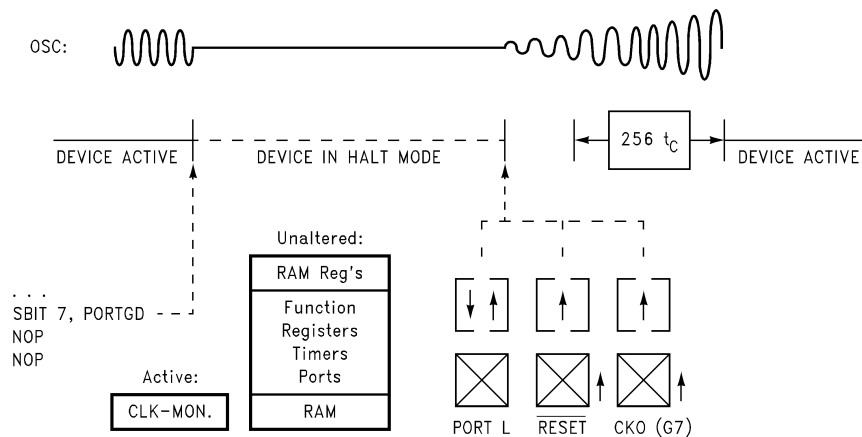 OSC:
256 tC
DEVICE ACTIVE
DEVICE IN HALT MODE
DEVICE ACTIVE
Unaltered:
RAM Reg's
. . .
SBIT 7, PORTGD
NOP
NOP
Function
Registers
Timers
Ports
Active:
CLK-MON.
RAM
PORT L
RESET
CKO (G7)